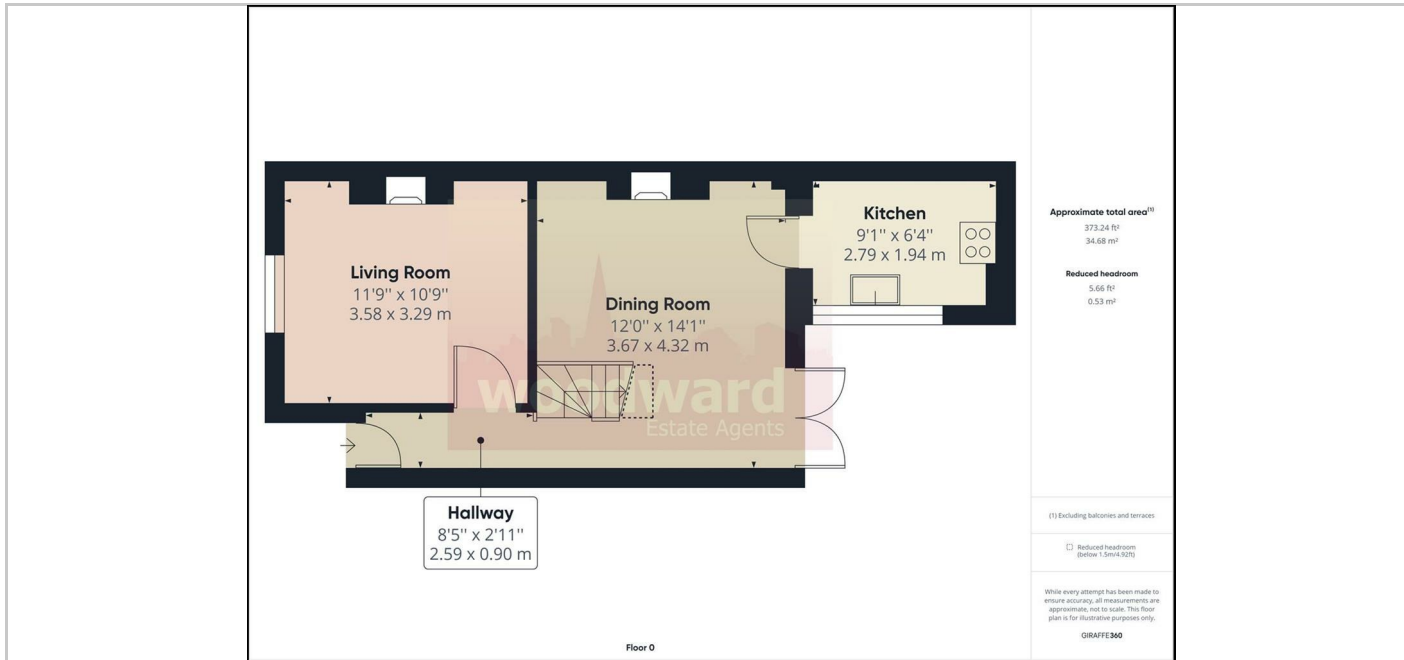 Living Room
11'9'' x 10'9''
3.58 x 3.29 m
Dining Room
12'0'' x 14'1''
3.67 x 4.32 m
Kitchen
9'1'' x 6'4''
2.79 x 1.94 m
woodward
Estate Agents
Hallway
8'5'' x 2'11''
2.59 x 0.90 m
Floor 0
Approximate total area(1)
373.24 ft²
34.68 m²
Reduced headroom
5.66 ft²
0.53 m²
(1) Excluding balconies and terraces
Reduced headroom
(below 1.5m/4.92ft)
While every attempt has been made to
ensure accuracy, all measurements are
approximate, not to scale. This floor
plan is for illustrative purposes only.
GIRAFFE360